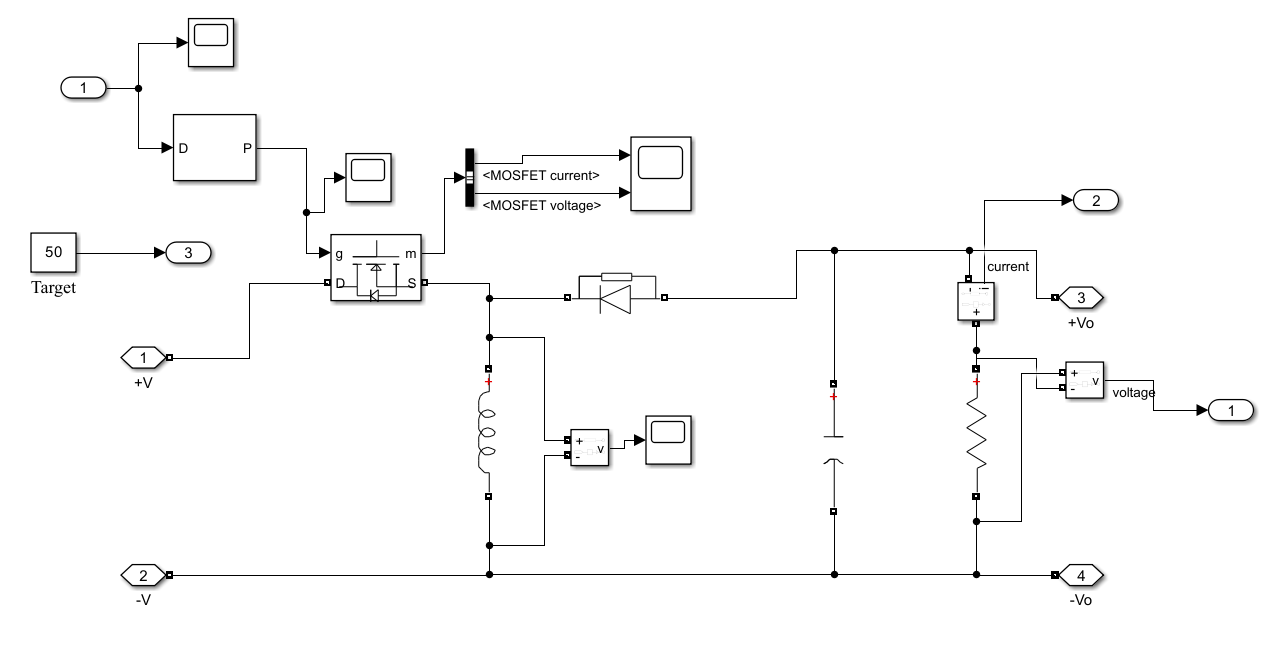 1
D P
<MOSFET current>
<MOSFET voltage>
2
50
3
Target
g m
D S
current
3
+Vo
1
+V
+
-
+
+
+
+
-
v
voltage
1
+
-
v
2
-V
4
-Vo